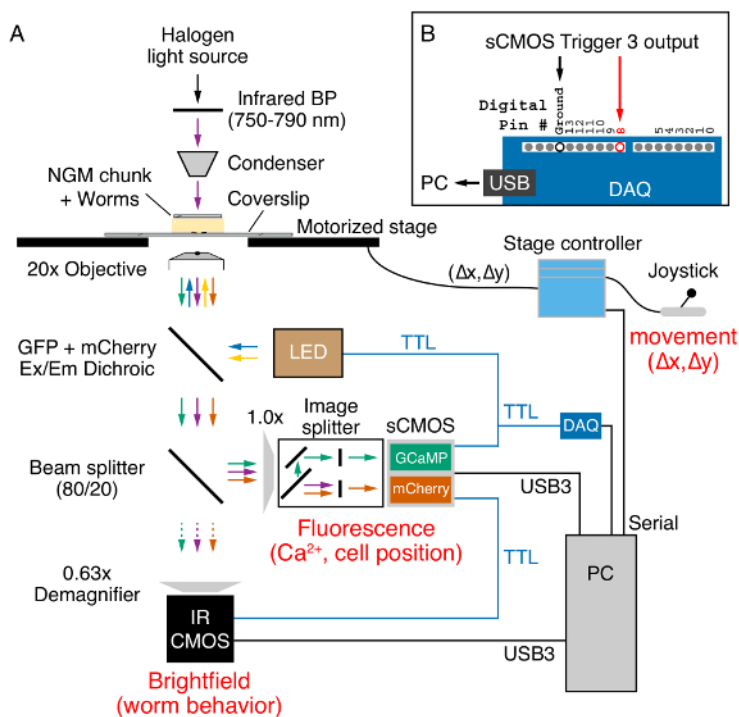 A
Halogen
light source
Infrared BP
(750-790 nm)
Condenser
NGM chunk
+ Worms
Coverslip
Motorized stage
20x Objective
(Δx,Δy)
Stage controller
Joystick
movement
(Δx,Δy)
GFP + mCherry
Ex/Em Dichroic
LED
TTL
1.0x
Image
splitter
sCMOS
GCaMP
mCherry
TTL
DAQ
Beam splitter
(80/20)
USB3
Serial
Fluorescence
(Ca²⁺, cell position)
TTL
PC
0.63x
Demagnifier
IR
CMOS
USB3
Brightfield
(worm behavior)
B
sCMOS Trigger 3 output
Digital
Pin #
Ground
13
12
11
10
9
8
5
4
3
2
1
0
PC
USB
DAQ